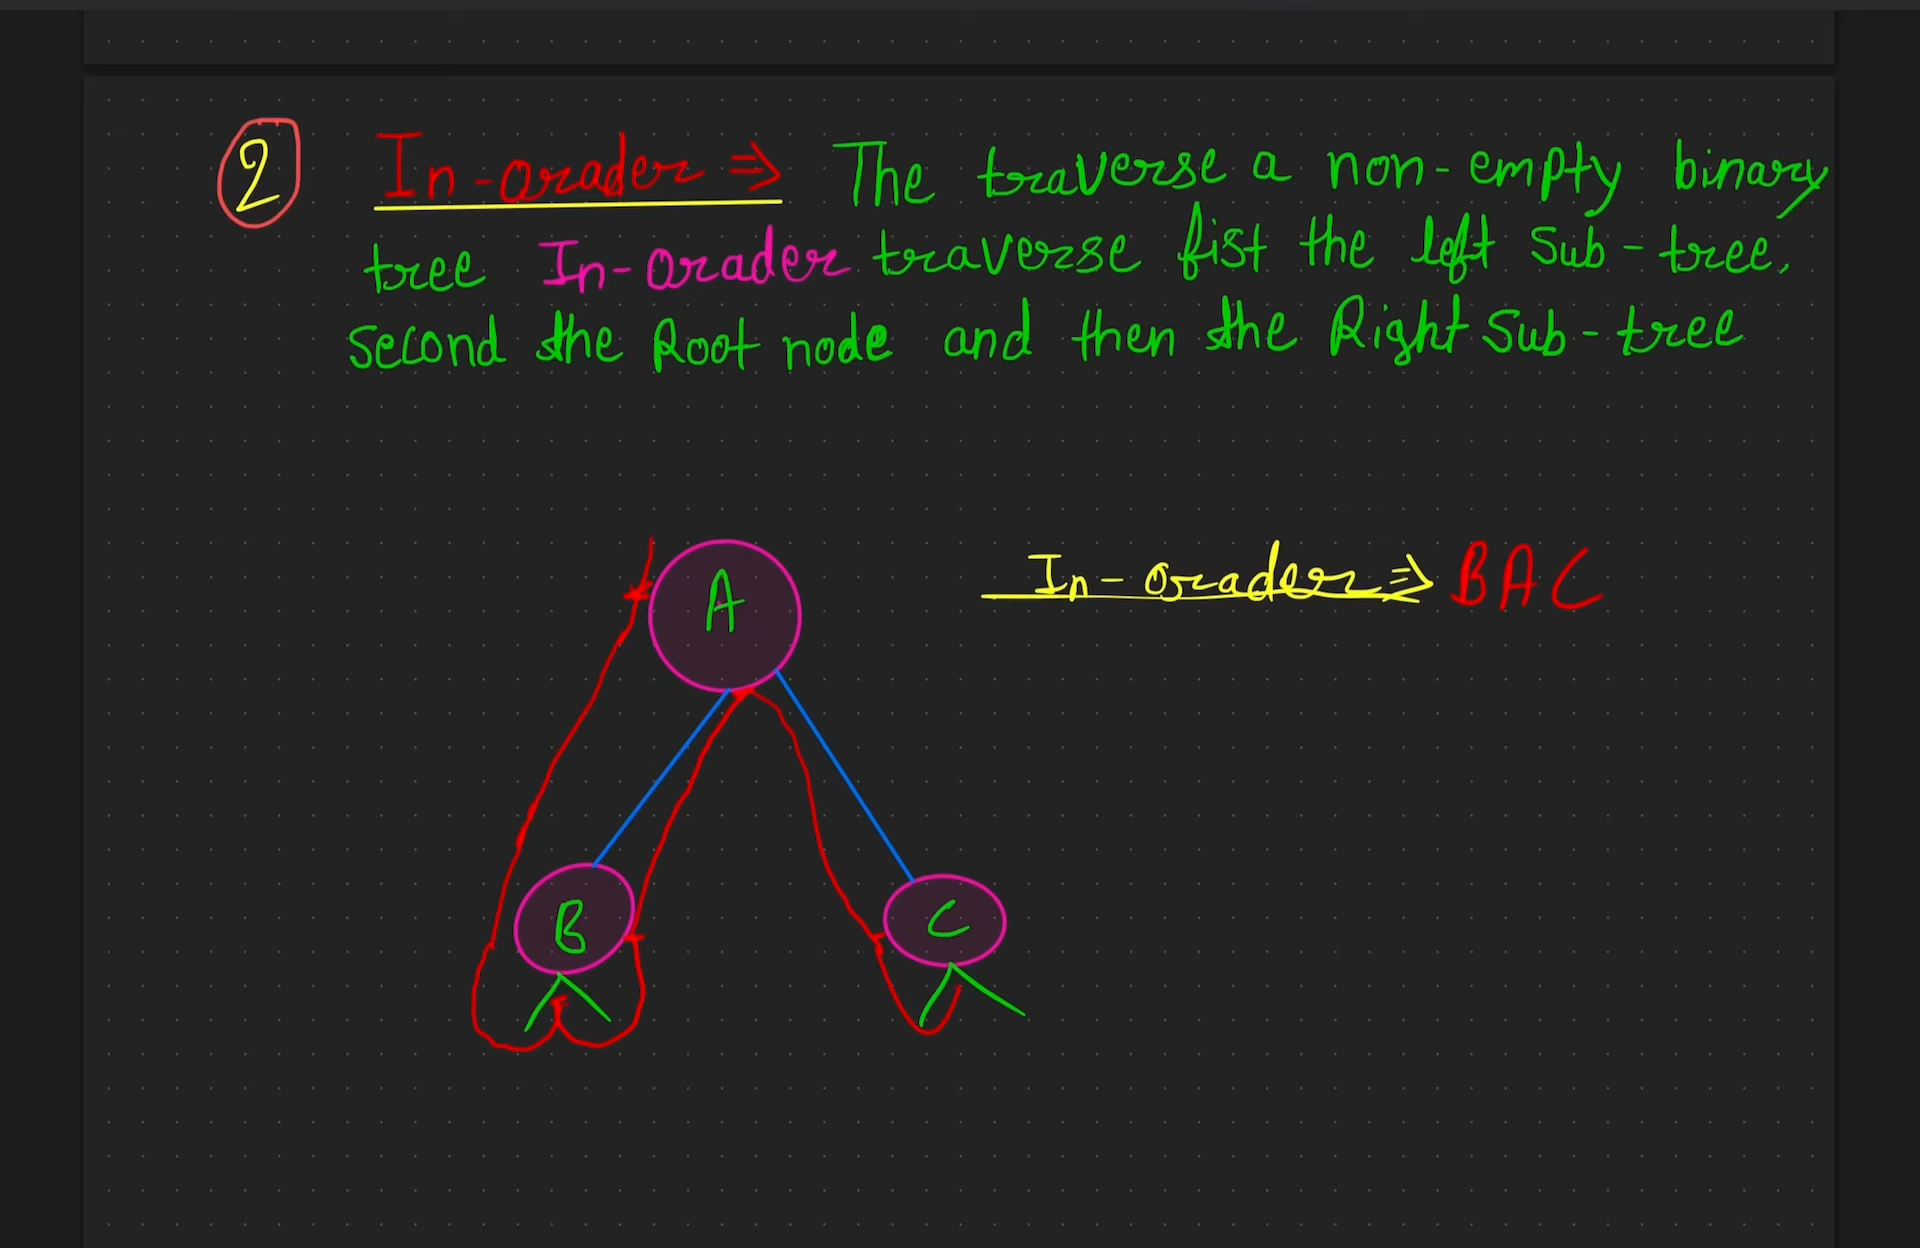 2 In-orader ⇒ The traverse a non-empty binary
tree In-orader traverse fist the left Sub-tree,
second the Root node and then the Right Sub-tree
A
In-orader ⇒ BAC
B
C